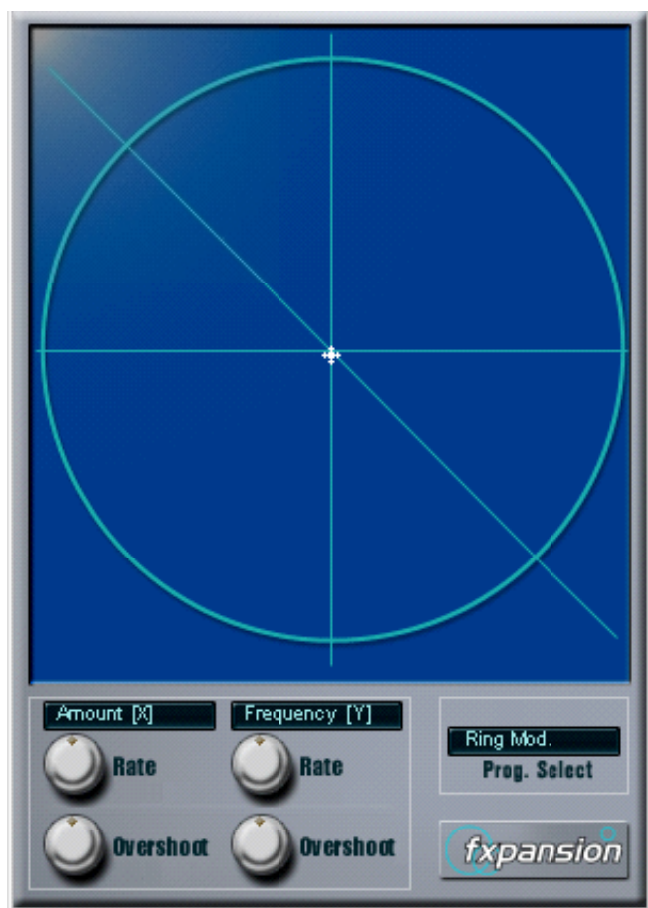 Amount [X]
Frequency [Y]
Rate
Rate
Overshoot
Overshoot
Ring Mod.
Prog. Select
fxpansion